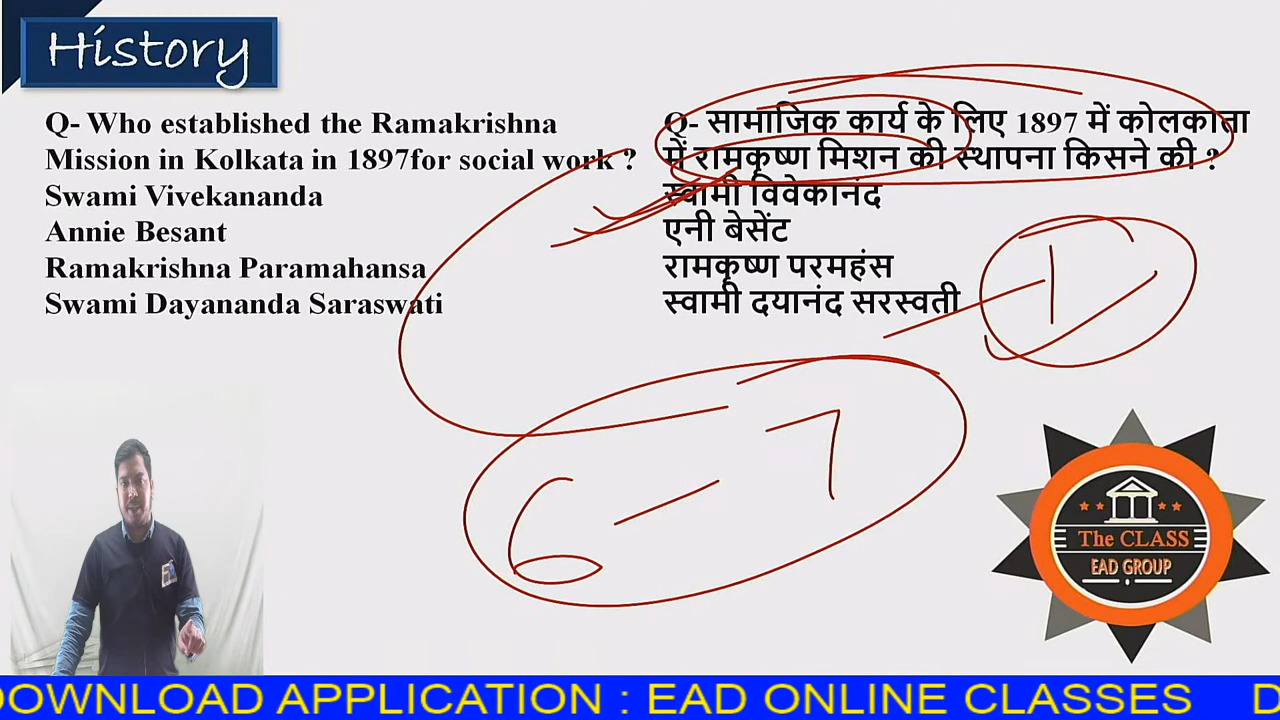 History
Q- Who established the Ramakrishna
Mission in Kolkata in 1897for social work ?
Swami Vivekananda
Annie Besant
Ramakrishna Paramahansa
Swami Dayananda Saraswati
Q- सामाजिक कार्य के लिए 1897 में कोलकाता
में रामकृष्ण मिशन की स्थापना किसने की ?
स्वामी विवेकानंद
एनी बेसेंट
रामकृष्ण परमहंस
स्वामी दयानंद सरस्वती
1
6 - 7
The CLASS
EAD GROUP
DOWNLOAD APPLICATION : EAD ONLINE CLASSES D